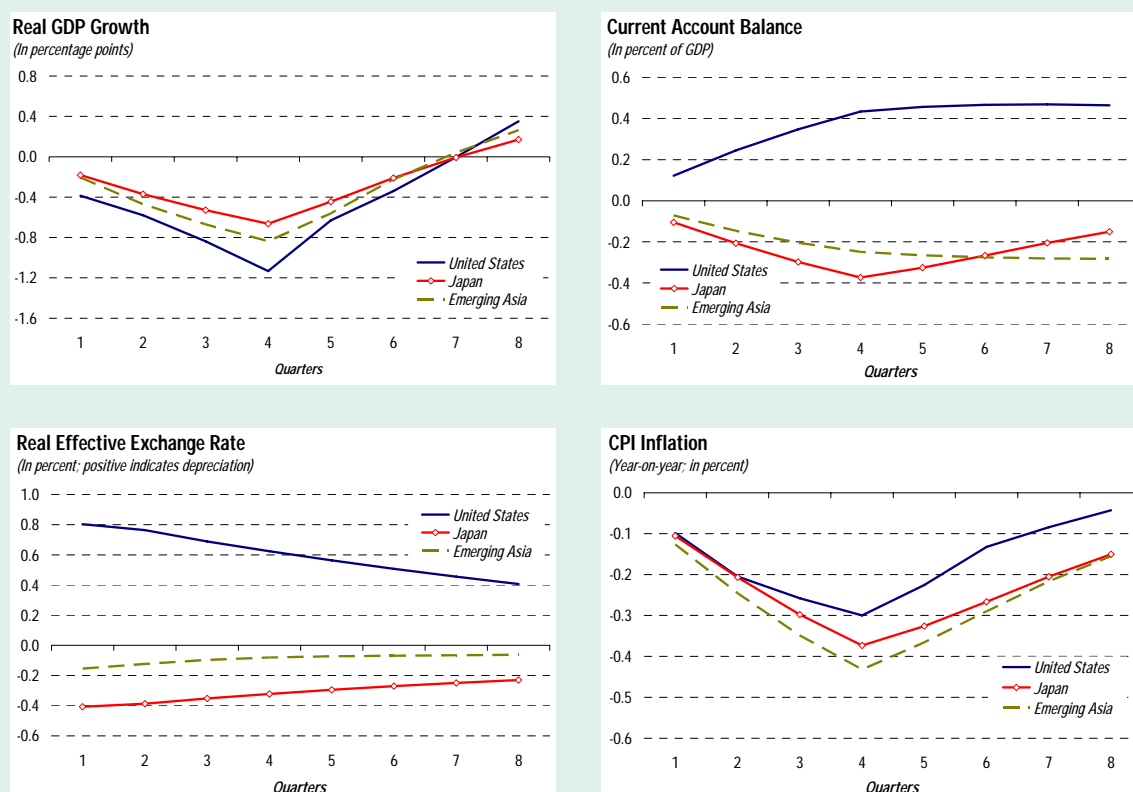 Real GDP Growth
(In percentage points)
0.8
0.4
0.0
-0.4
-0.8
-1.2
-1.6
United States
Japan
Emerging Asia
1 2 3 4 5 6 7 8
Quarters
Current Account Balance
(In percent of GDP)
0.6
0.4
0.2
0.0
-0.2
-0.4
-0.6
United States
Japan
Emerging Asia
1 2 3 4 5 6 7 8
Quarters
Real Effective Exchange Rate
(In percent; positive indicates depreciation)
1.0
0.8
0.6
0.4
0.2
0.0
-0.2
-0.4
-0.6
United States
Japan
Emerging Asia
1 2 3 4 5 6 7 8
Quarters
CPI Inflation
(Year-on-year; in percent)
0.0
-0.1
-0.2
-0.3
-0.4
-0.5
-0.6
United States
Japan
Emerging Asia
1 2 3 4 5 6 7 8
Quarters